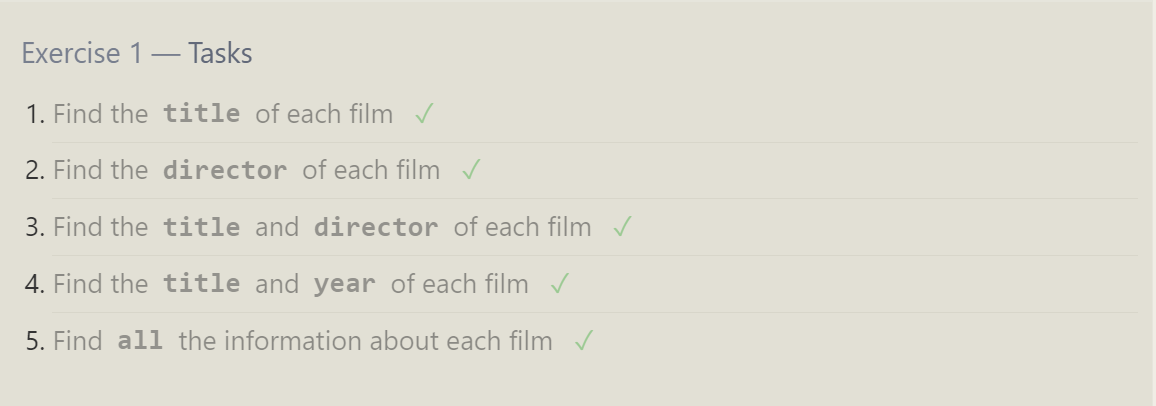 Exercise 1 — Tasks
1. Find the title of each film ✓
2. Find the director of each film ✓
3. Find the title and director of each film ✓
4. Find the title and year of each film ✓
5. Find all the information about each film ✓